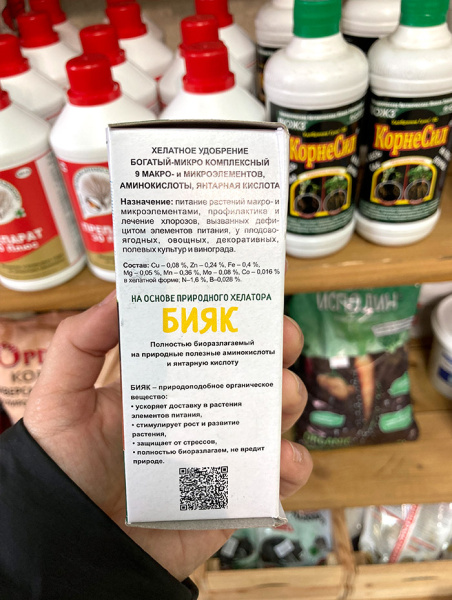 ХЕЛАТНОЕ УДОБРЕНИЕ
БОГАТЫЙ-МИКРО КОМПЛЕКСНЫЙ
9 МАКРО- И МИКРОЭЛЕМЕНТОВ,
АМИНОКИСЛОТЫ, ЯНТАРНАЯ КИСЛОТА
Назначение: питание растений макро- и
микроэлементами, профилактика и
лечение хлорозов, вызванных дефи-
цитом элементов питания, у плодово-
ягодных, овощных, декоративных,
полевых культур и винограда.
Состав: Cu – 0,08 %, Zn – 0,24 %, Fe – 0,4 %,
Mg – 0,05 %, Mn – 0,36 %, Mo – 0,08 %, Co – 0,016 %
в хелатной форме; N–1,6 %, B–0,028 %.
НА ОСНОВЕ ПРИРОДНОГО ХЕЛАТОРА
БИЯК
Полностью биоразлагаемый
на природные полезные аминокислоты
и янтарную кислоту
БИЯК – природоподобное органическое
вещество:
• ускоряет доставку в растения
элементов питания,
• стимулирует рост и развитие
растения,
• защищает от стрессов,
• полностью биоразлагаем, не вредит
природе.
КорнеСил
КорнеСил